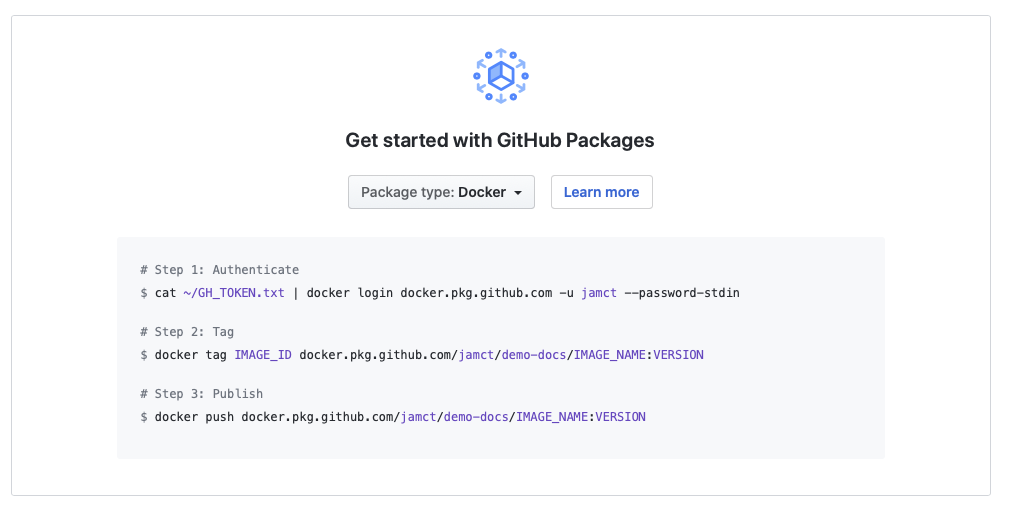 Get started with GitHub Packages
Package type: Docker
Learn more
# Step 1: Authenticate
$ cat ~/GH_TOKEN.txt | docker login docker.pkg.github.com -u jamct --password-stdin
# Step 2: Tag
$ docker tag IMAGE_ID docker.pkg.github.com/jamct/demo-docs/IMAGE_NAME:VERSION
# Step 3: Publish
$ docker push docker.pkg.github.com/jamct/demo-docs/IMAGE_NAME:VERSION